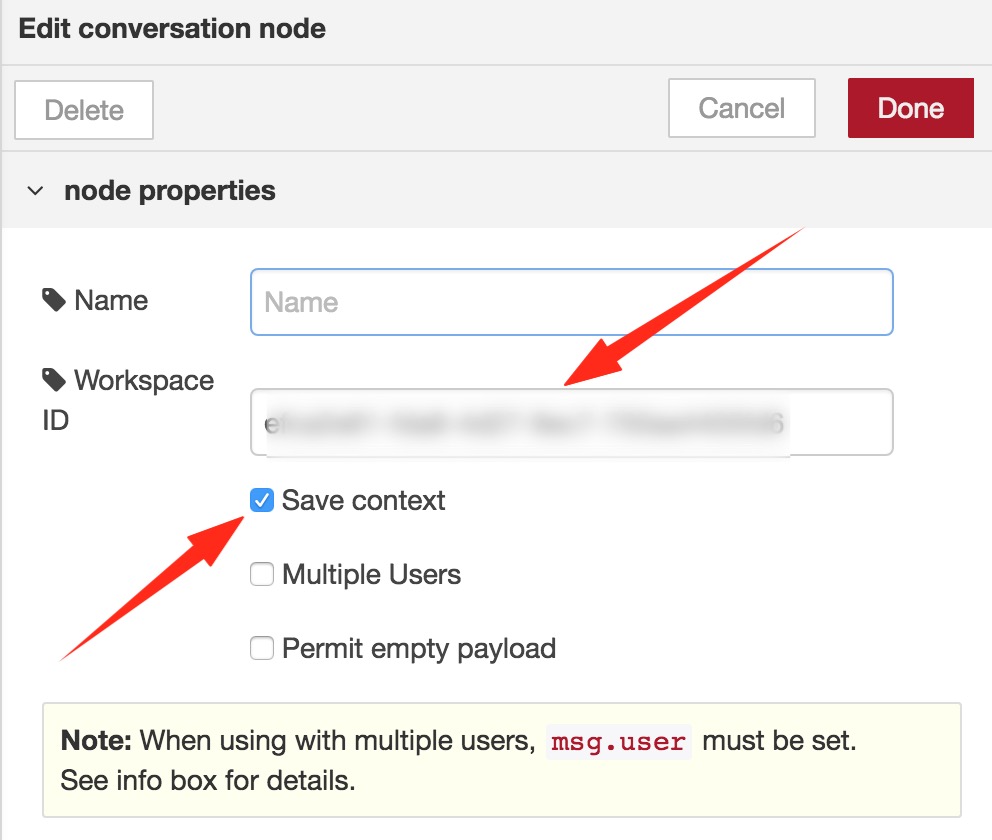 Edit conversation node
Delete
Cancel
Done
node properties
Name
Name
Workspace
ID
Save context
Multiple Users
Permit empty payload
Note: When using with multiple users, msg.user must be set.
See info box for details.